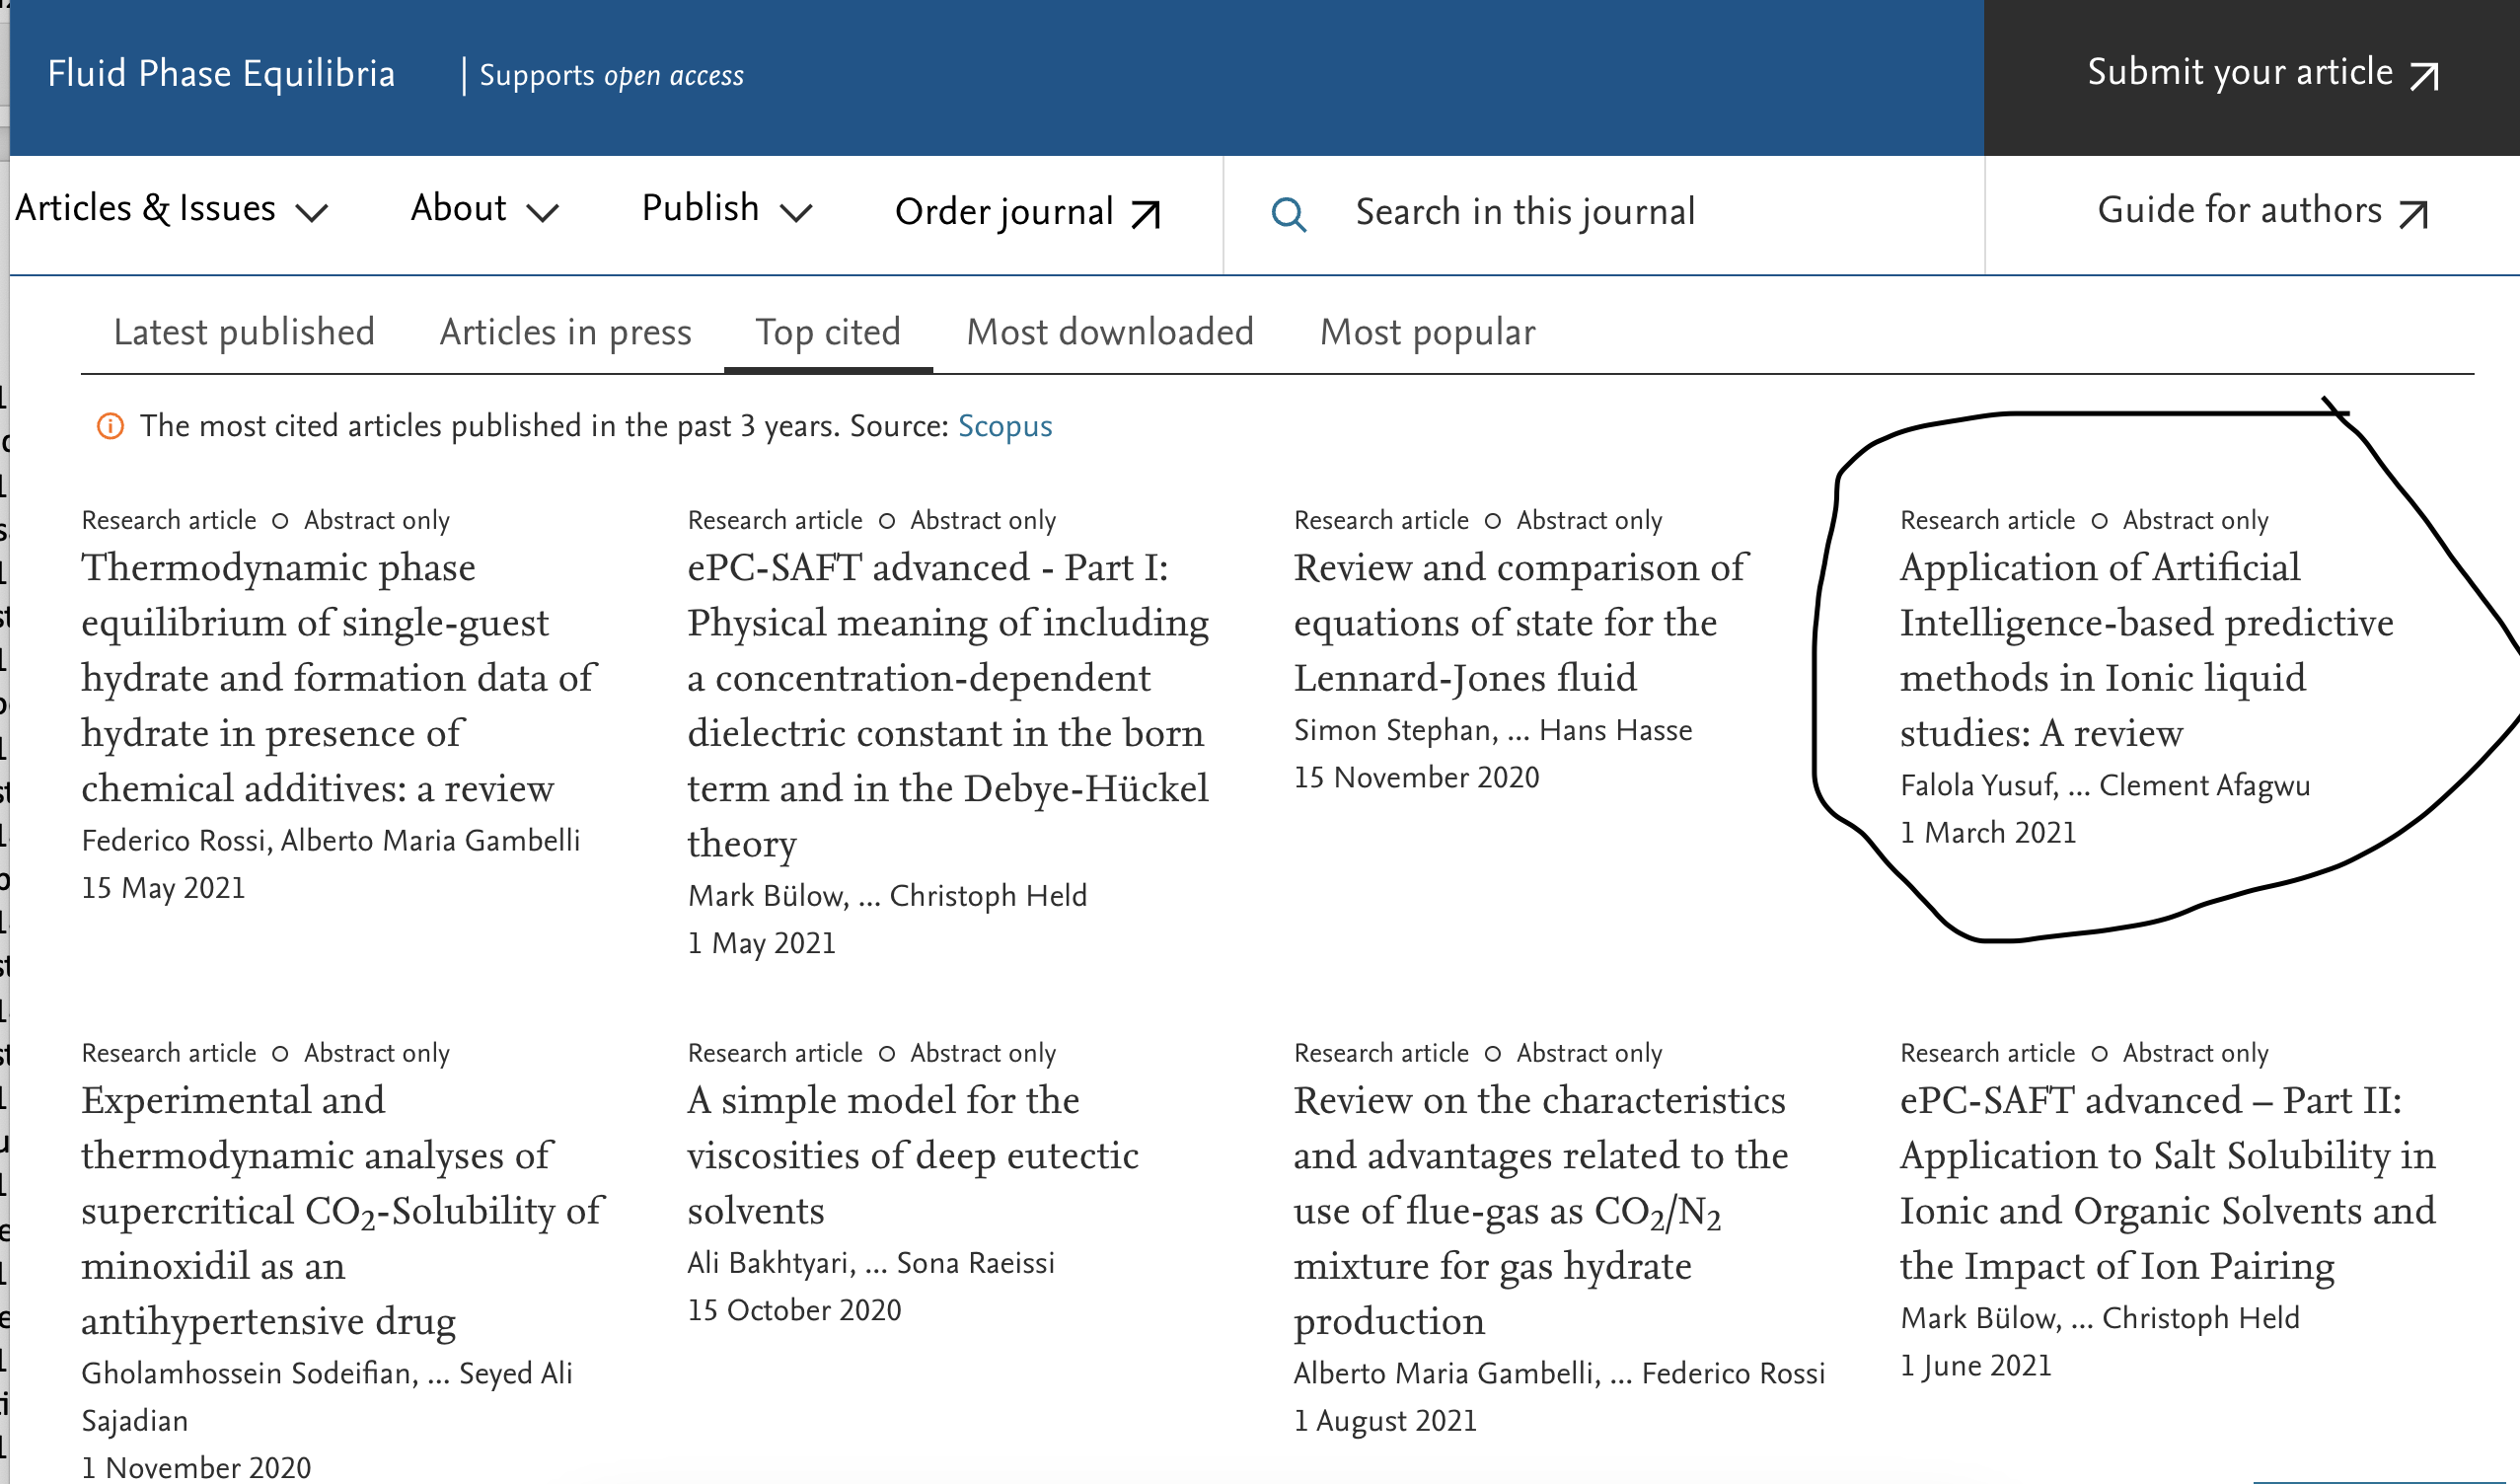 Fluid Phase Equilibria | Supports open access
Submit your article
Articles & Issues
About
Publish
Order journal
Search in this journal
Guide for authors
Latest published
Articles in press
Top cited
Most downloaded
Most popular
The most cited articles published in the past 3 years. Source: Scopus
Research article Abstract only
Thermodynamic phase
equilibrium of single-guest
hydrate and formation data of
hydrate in presence of
chemical additives: a review
Federico Rossi, Alberto Maria Gambelli
15 May 2021
Research article Abstract only
ePC-SAFT advanced - Part I:
Physical meaning of including
a concentration-dependent
dielectric constant in the born
term and in the Debye-Hückel
theory
Mark Bülow, ... Christoph Held
1 May 2021
Research article Abstract only
Review and comparison of
equations of state for the
Lennard-Jones fluid
Simon Stephan, ... Hans Hasse
15 November 2020
Research article Abstract only
Application of Artificial
Intelligence-based predictive
methods in Ionic liquid
studies: A review
Falola Yusuf, ... Clement Afagwu
1 March 2021
Research article Abstract only
Experimental and
thermodynamic analyses of
supercritical CO₂-Solubility of
minoxidil as an
antihypertensive drug
Gholamhossein Sodeifian, ... Seyed Ali
Sajadian
1 November 2020
Research article Abstract only
A simple model for the
viscosities of deep eutectic
solvents
Ali Bakhtyari, ... Sona Raeissi
15 October 2020
Research article Abstract only
Review on the characteristics
and advantages related to the
use of flue-gas as CO₂/N₂
mixture for gas hydrate
production
Alberto Maria Gambelli, ... Federico Rossi
1 August 2021
Research article Abstract only
ePC-SAFT advanced – Part II:
Application to Salt Solubility in
Ionic and Organic Solvents and
the Impact of Ion Pairing
Mark Bülow, ... Christoph Held
1 June 2021